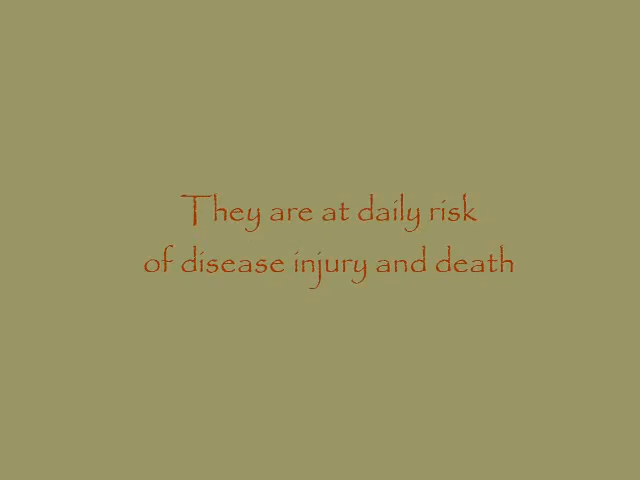 They are at daily risk
of disease injury and death